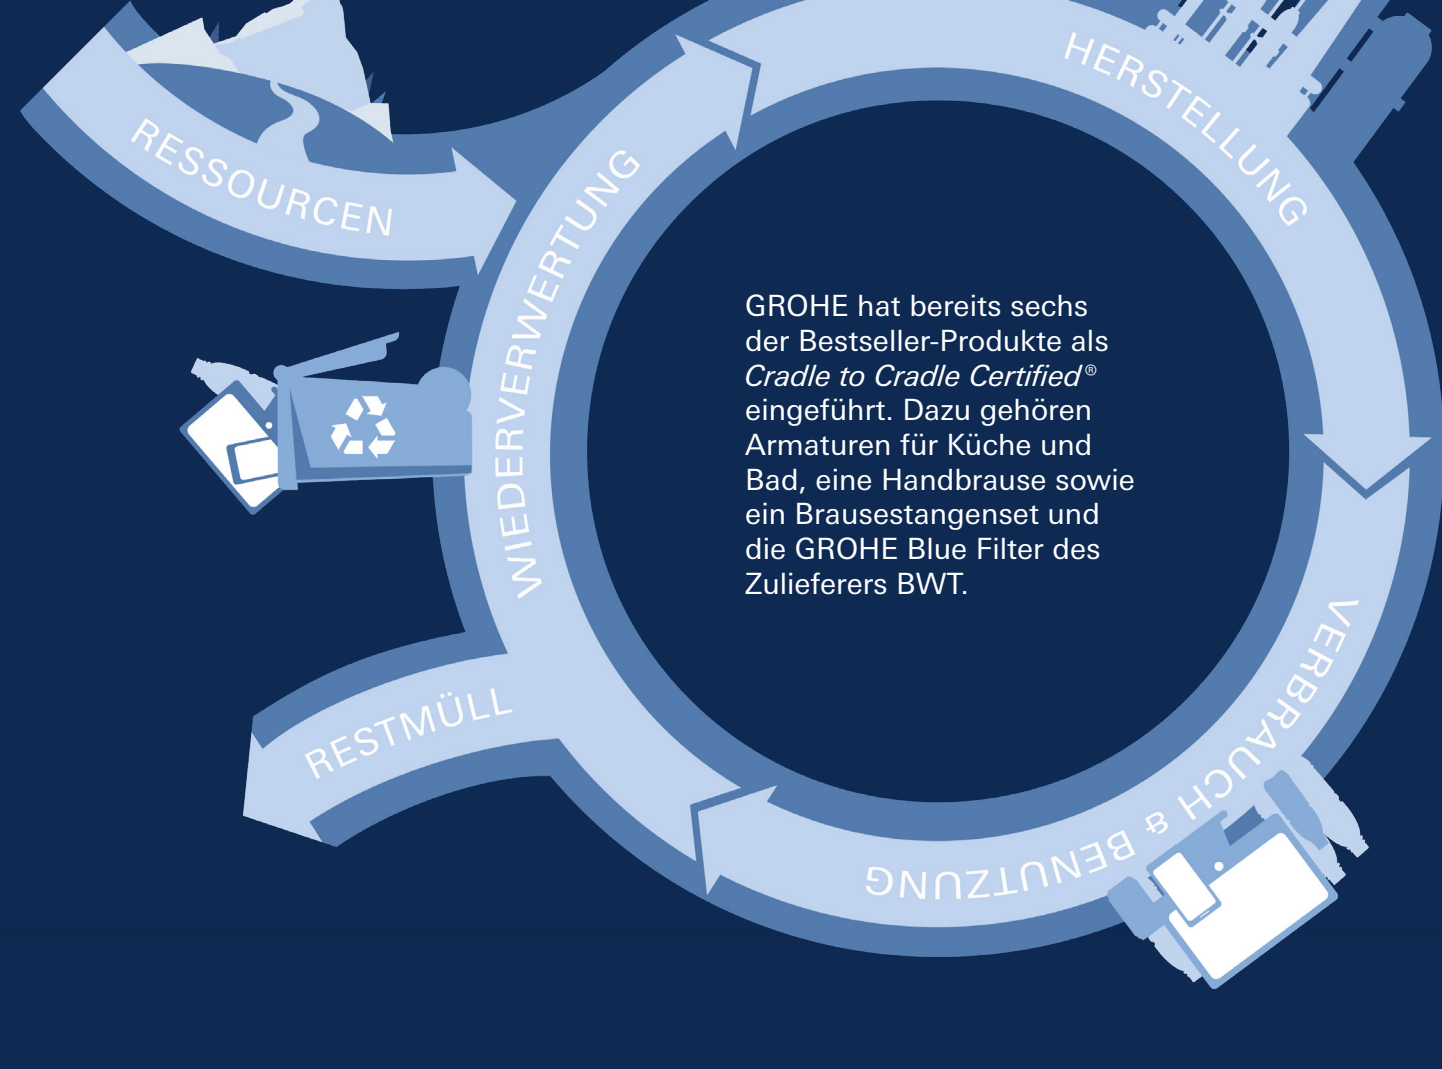 HERSTELLUNG
RESSOURCEN
WIEDERVERWERTUNG
GROHE hat bereits sechs
der Bestseller-Produkte als
Cradle to Cradle Certified®
eingeführt. Dazu gehören
Armaturen für Küche und
Bad, eine Handbrause sowie
ein Brausestangenset und
die GROHE Blue Filter des
Zulieferers BWT.
VERBRAUCH & BENUTZUNG
RESTMÜLL